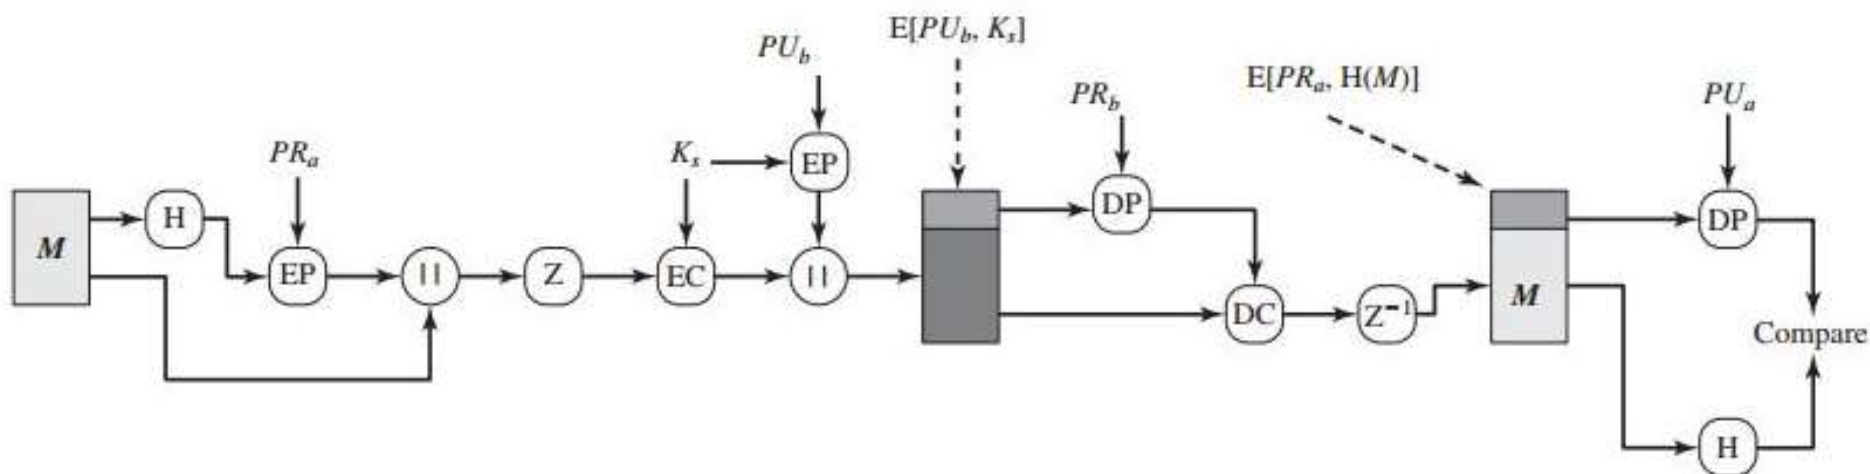 E[PU_b, K_s]
PU_b
E[PR_a, H(M)]
PR_b
PU_a
PR_a
K_s
EP
M
H
DP
DP
EP
||
Z
EC
||
DC
Z⁻¹
M
Compare
H